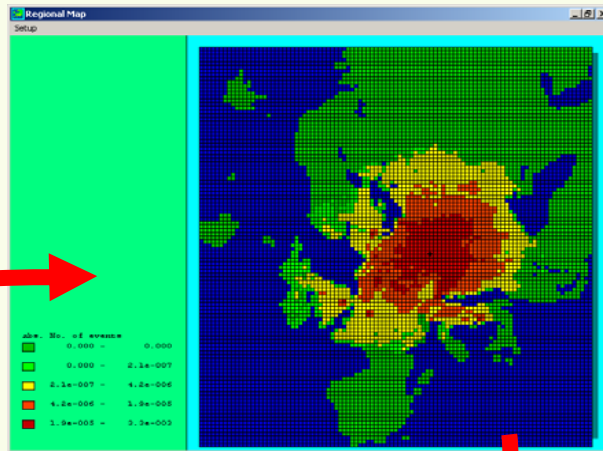 Regional Map
Setup
abs. No. of events
0.000 - 0.000
0.000 - 2.1e-007
2.1e-007 - 4.2e-006
4.2e-006 - 1.9e-005
1.9e-005 - 3.3e-003